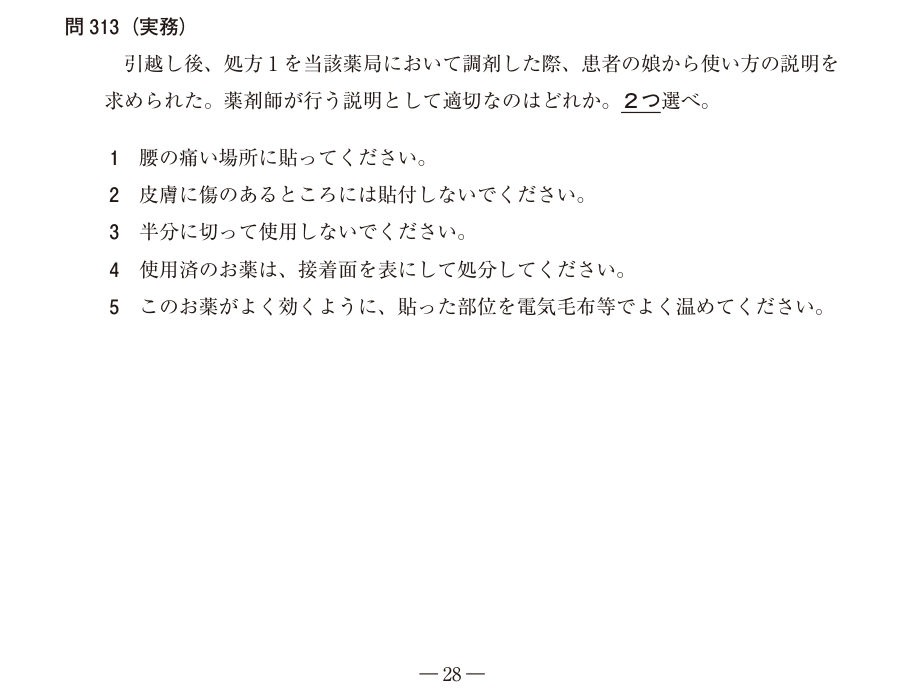 問 313（実務）
引越し後、処方１を当該薬局において調剤した際、患者の娘から使い方の説明を
求められた。薬剤師が行う説明として適切なのはどれか。２つ選べ。
1 腰の痛い場所に貼ってください。
2 皮膚に傷のあるところには貼付しないでください。
3 半分に切って使用しないでください。
4 使用済のお薬は、接着面を表にして処分してください。
5 このお薬がよく効くように、貼った部位を電気毛布等でよく温めてください。
― 28 ―